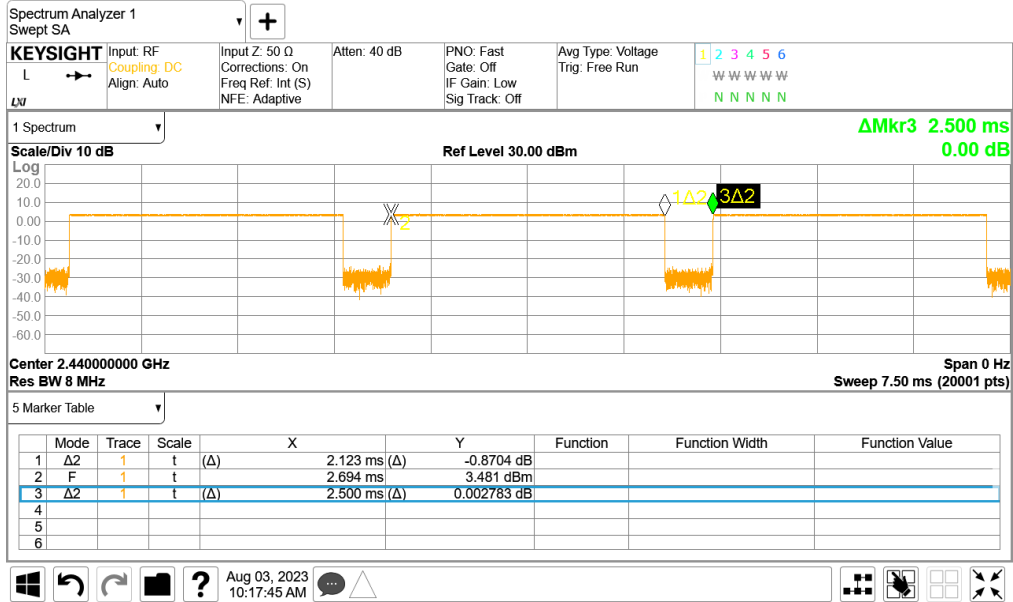 Spectrum Analyzer 1
Swept SA
+
KEYSIGHT Input: RF Input Z: 50 Ω Atten: 40 dB PNO: Fast Avg Type: Voltage 1 2 3 4 5 6
L Coupling: DC Corrections: On Gate: Off Trig: Free Run
Align: Auto Freq Ref: Int (S) IF Gain: Low W W W W W
LXI NFE: Adaptive Sig Track: Off N N N N N
1 Spectrum
ΔMkr3 2.500 ms
Scale/Div 10 dB Ref Level 30.00 dBm 0.00 dB
Log
20.0
10.0 1Δ2 3Δ2
0.00 2
-10.0
-20.0
-30.0
-40.0
-50.0
-60.0
Center 2.440000000 GHz Span 0 Hz
Res BW 8 MHz Sweep 7.50 ms (20001 pts)
5 Marker Table
Mode Trace Scale X Y Function Function Width Function Value
1 Δ2 1 t (Δ) 2.123 ms (Δ) -0.8704 dB
2 F 1 t 2.694 ms 3.481 dBm
3 Δ2 1 t (Δ) 2.500 ms (Δ) 0.002783 dB
4
5
6
? Aug 03, 2023
10:17:45 AM